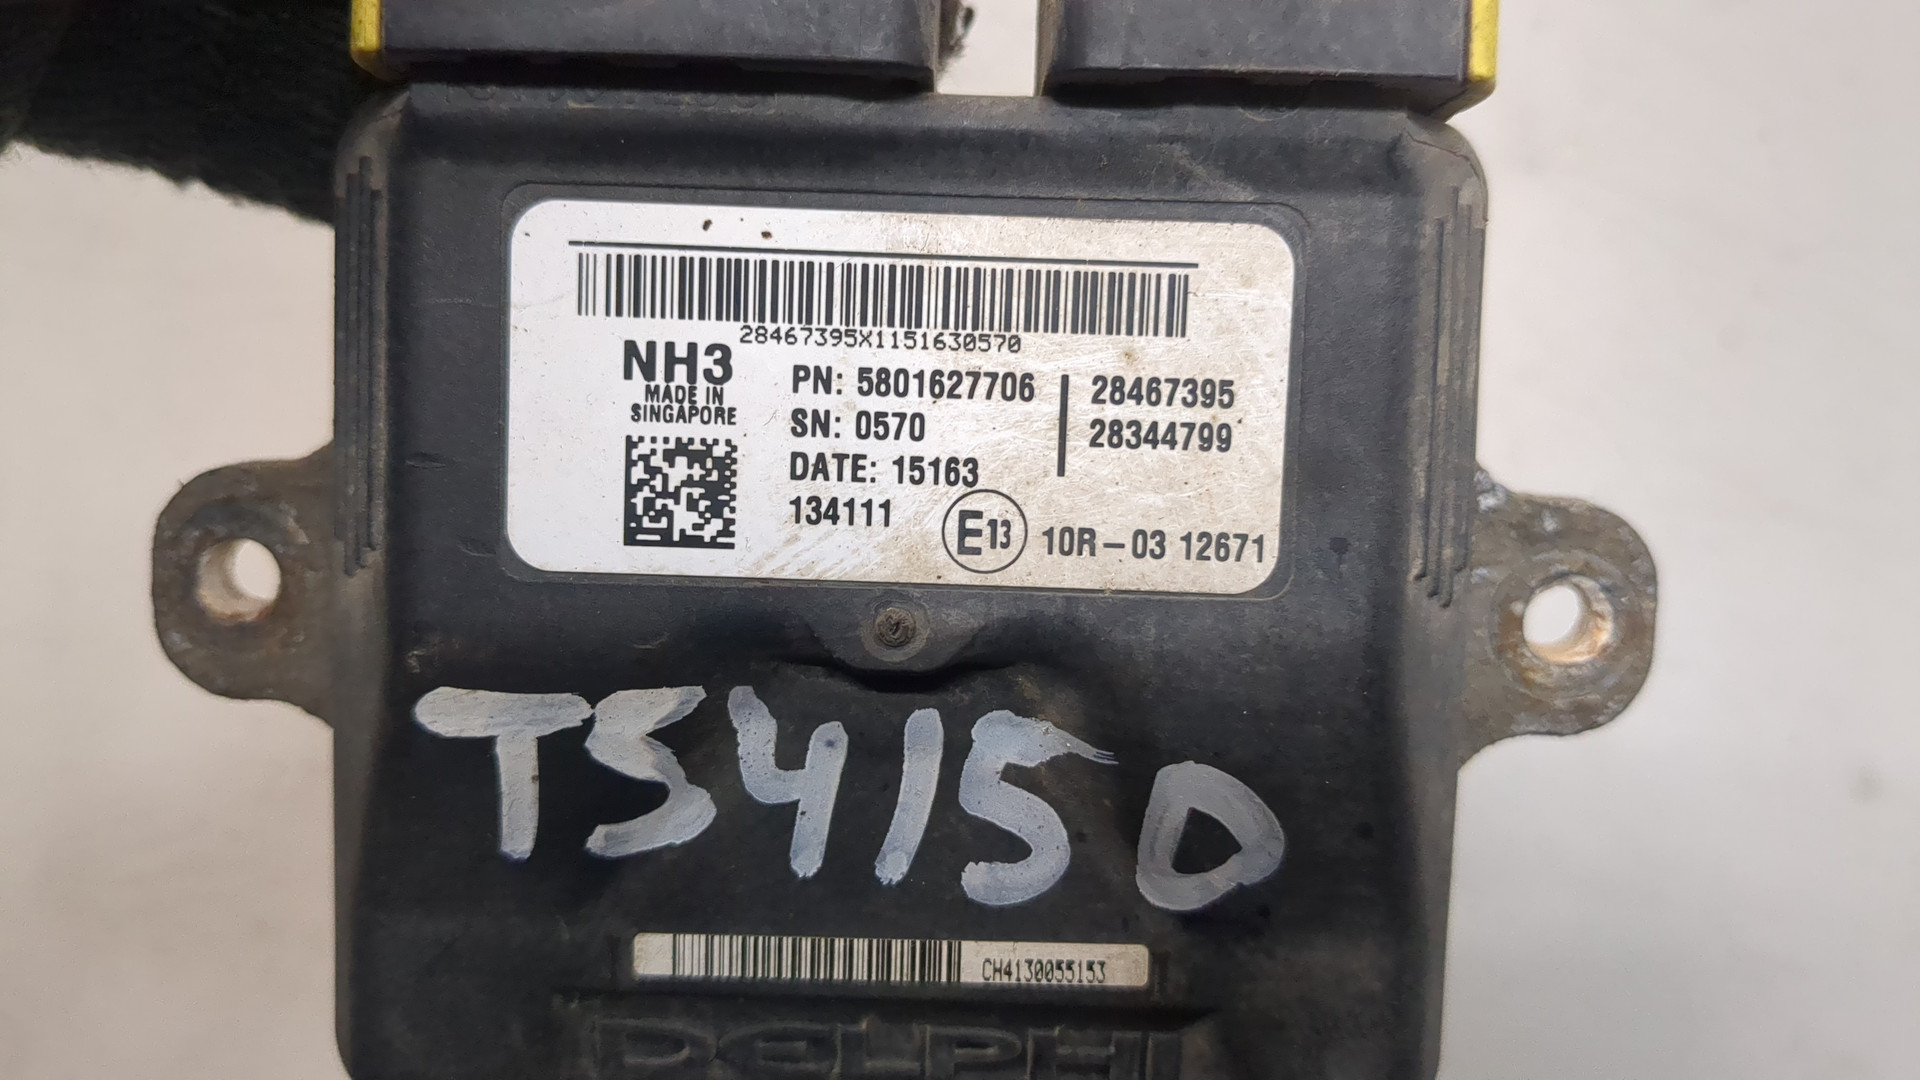 28467395X1151630570
NH3
MADE IN
SINGAPORE
PN: 5801627706
SN: 0570
DATE: 15163
134111
28467395
28344799
E13 10R-03 12671
TS4150
CH4130055153
DELPHI